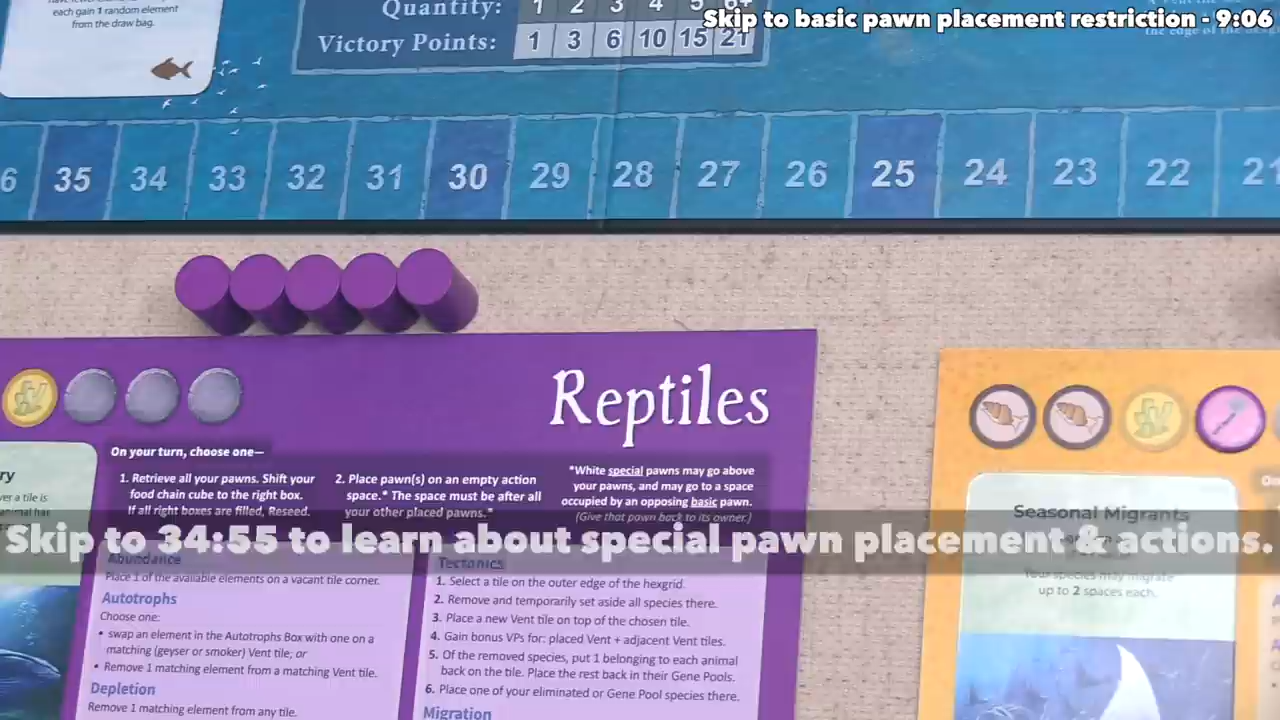 each gain 1 random element
from the draw bag.
Quantity: 1 2 3 4 5 6+
Victory Points: 1 3 6 10 15 21
Skip to basic pawn placement restriction - 9:06
6 35 34 33 32 31 30 29 28 27 26 25 24 23 22 21
Reptiles
On your turn, choose one—
1. Retrieve all your pawns. Shift your
food chain cube to the right box.
If all right boxes are filled, Reseed.
2. Place pawn(s) on an empty action
space.* The space must be after all
your other placed pawns.*
*White special pawns may go above
your pawns, and may go to a space
occupied by an opposing basic pawn.
(Give that pawn back to its owner.)
Skip to 34:55 to learn about special pawn placement & actions.
Abundance
Place 1 of the available elements on a vacant tile corner.
Autotrophs
Choose one:
• swap an element in the Autotrophs Box with one on a
matching (geyser or smoker) Vent tile; or
• Remove 1 matching element from a matching Vent tile.
Depletion
Remove 1 matching element from any tile.
Tectonics
1. Select a tile on the outer edge of the hexgrid.
2. Remove and temporarily set aside all species there.
3. Place a new Vent tile on top of the chosen tile.
4. Gain bonus VPs for: placed Vent + adjacent Vent tiles.
5. Of the removed species, put 1 belonging to each animal
back on the tile. Place the rest back in their Gene Pools.
6. Place one of your eliminated or Gene Pool species there.
Migration
Seasonal Migrants
Your species may migrate
up to 2 spaces each.